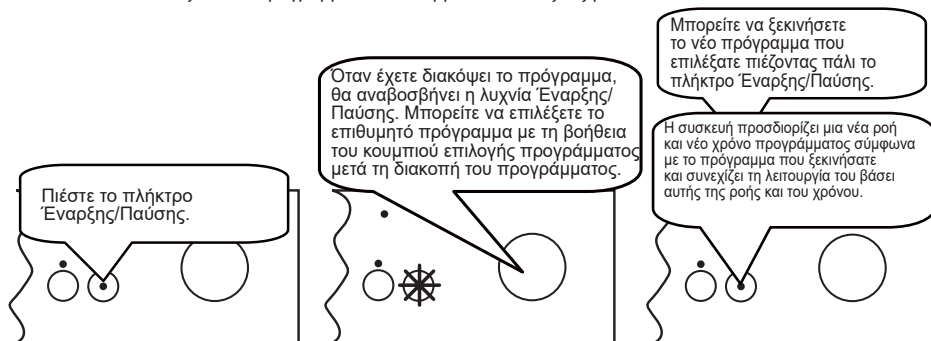 Πιέστε το πλήκτρο
Έναρξης/Παύσης.
Όταν έχετε διακόψει το πρόγραμμα,
θα αναβοσβήνει η λυχνία Έναρξης/
Παύσης. Μπορείτε να επιλέξετε το
επιθυμητό πρόγραμμα με τη βοήθεια
του κουμπιού επιλογής προγράμματος
μετά τη διακοπή του προγράμματος.
Μπορείτε να ξεκινήσετε
το νέο πρόγραμμα που
επιλέξατε πιέζοντας πάλι το
πλήκτρο Έναρξης/Παύσης.
Η συσκευή προσδιορίζει μια νέα ροή
και νέο χρόνο προγράμματος σύμφωνα
με το πρόγραμμα που ξεκινήσατε
και συνεχίζει τη λειτουργία του βάσει
αυτής της ροής και του χρόνου.